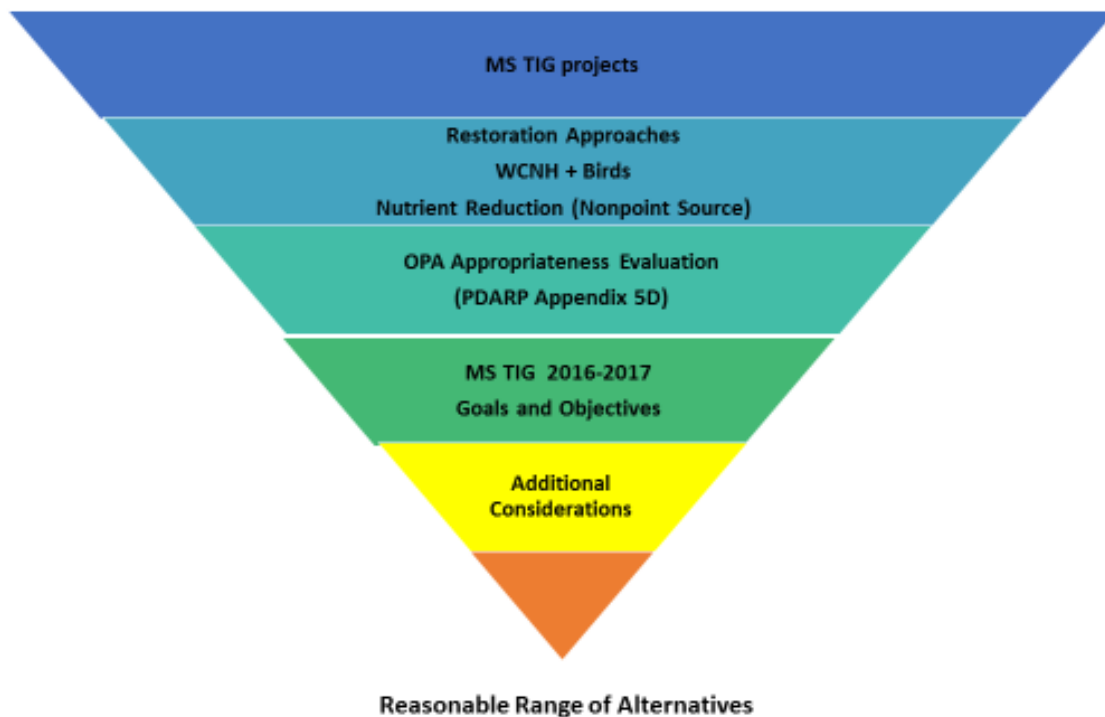 MS TIG projects
Restoration Approaches
WCNH + Birds
Nutrient Reduction (Nonpoint Source)
OPA Appropriateness Evaluation
(PDARP Appendix 5D)
MS TIG 2016-2017
Goals and Objectives
Additional
Considerations
Reasonable Range of Alternatives